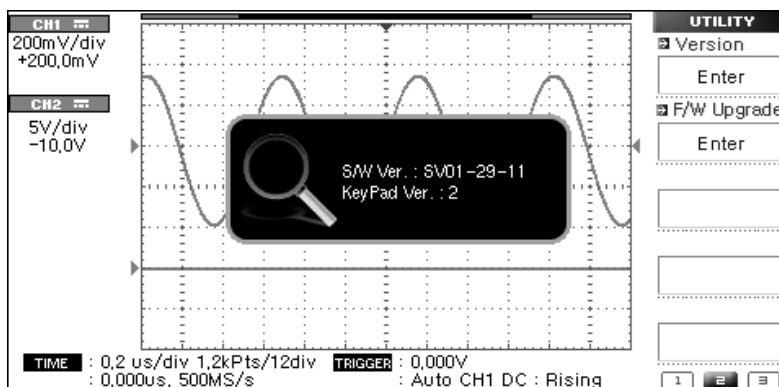 CH1
200mV/div
+200,0mV
CH2
5V/div
-10,0V
S/W Ver. : SV01-29-11
KeyPad Ver. : 2
UTILITY
Version
Enter
F/W Upgrade
Enter
1 2 3
TIME : 0,2 us/div 1,2kPts/12div TRIGGER : 0,000V
: 0,000us, 500MS/s : Auto CH1 DC : Rising